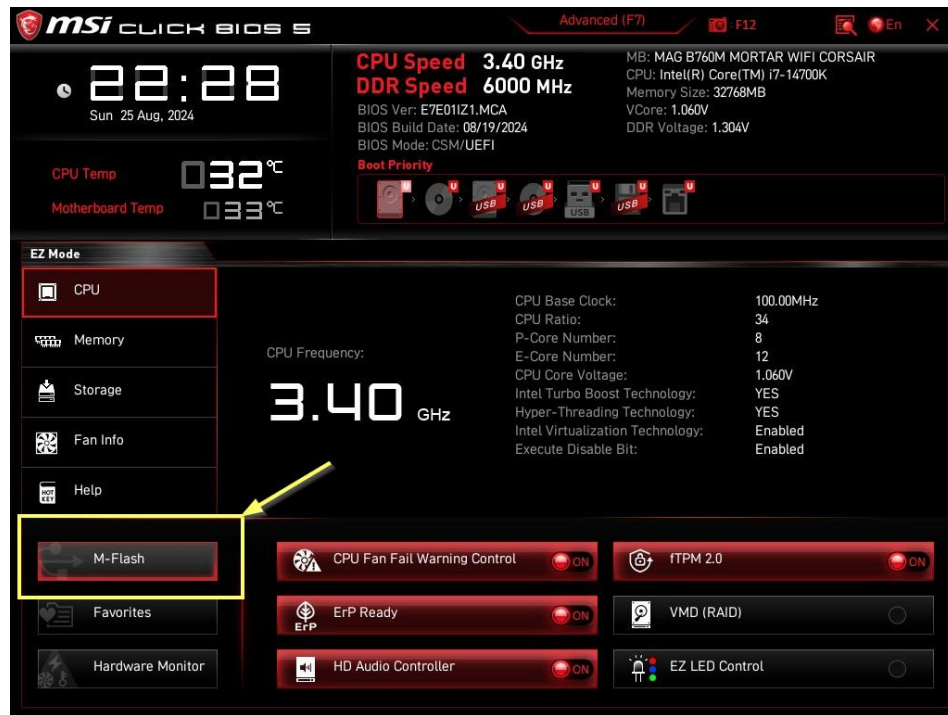 msi CLICK BIOS 5
Advanced (F7)
F12
En
22:28
Sun 25 Aug, 2024
CPU Speed 3.40 GHz
DDR Speed 6000 MHz
BIOS Ver: E7E01IZ1.MCA
BIOS Build Date: 08/19/2024
BIOS Mode: CSM/UEFI
MB: MAG B760M MORTAR WIFI CORSAIR
CPU: Intel(R) Core(TM) i7-14700K
Memory Size: 32768MB
VCore: 1.060V
DDR Voltage: 1.304V
CPU Temp 32°C
Motherboard Temp 33°C
Boot Priority
U U U U U U U
USB USB USB USB
EZ Mode
CPU
Memory
Storage
Fan Info
HOT KEY Help
CPU Frequency:
3.40 GHz
CPU Base Clock: 100.00MHz
CPU Ratio: 34
P-Core Number: 8
E-Core Number: 12
CPU Core Voltage: 1.060V
Intel Turbo Boost Technology: YES
Hyper-Threading Technology: YES
Intel Virtualization Technology: Enabled
Execute Disable Bit: Enabled
M-Flash
Favorites
Hardware Monitor
CPU Fan Fail Warning Control ON
ErP ErP Ready ON
HD Audio Controller ON
fTPM 2.0 ON
VMD (RAID)
EZ LED Control